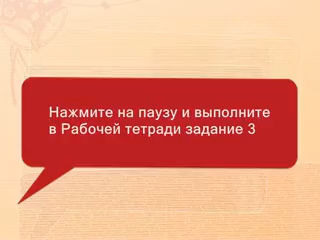 Нажмите на паузу и выполните
в Рабочей тетради задание 3